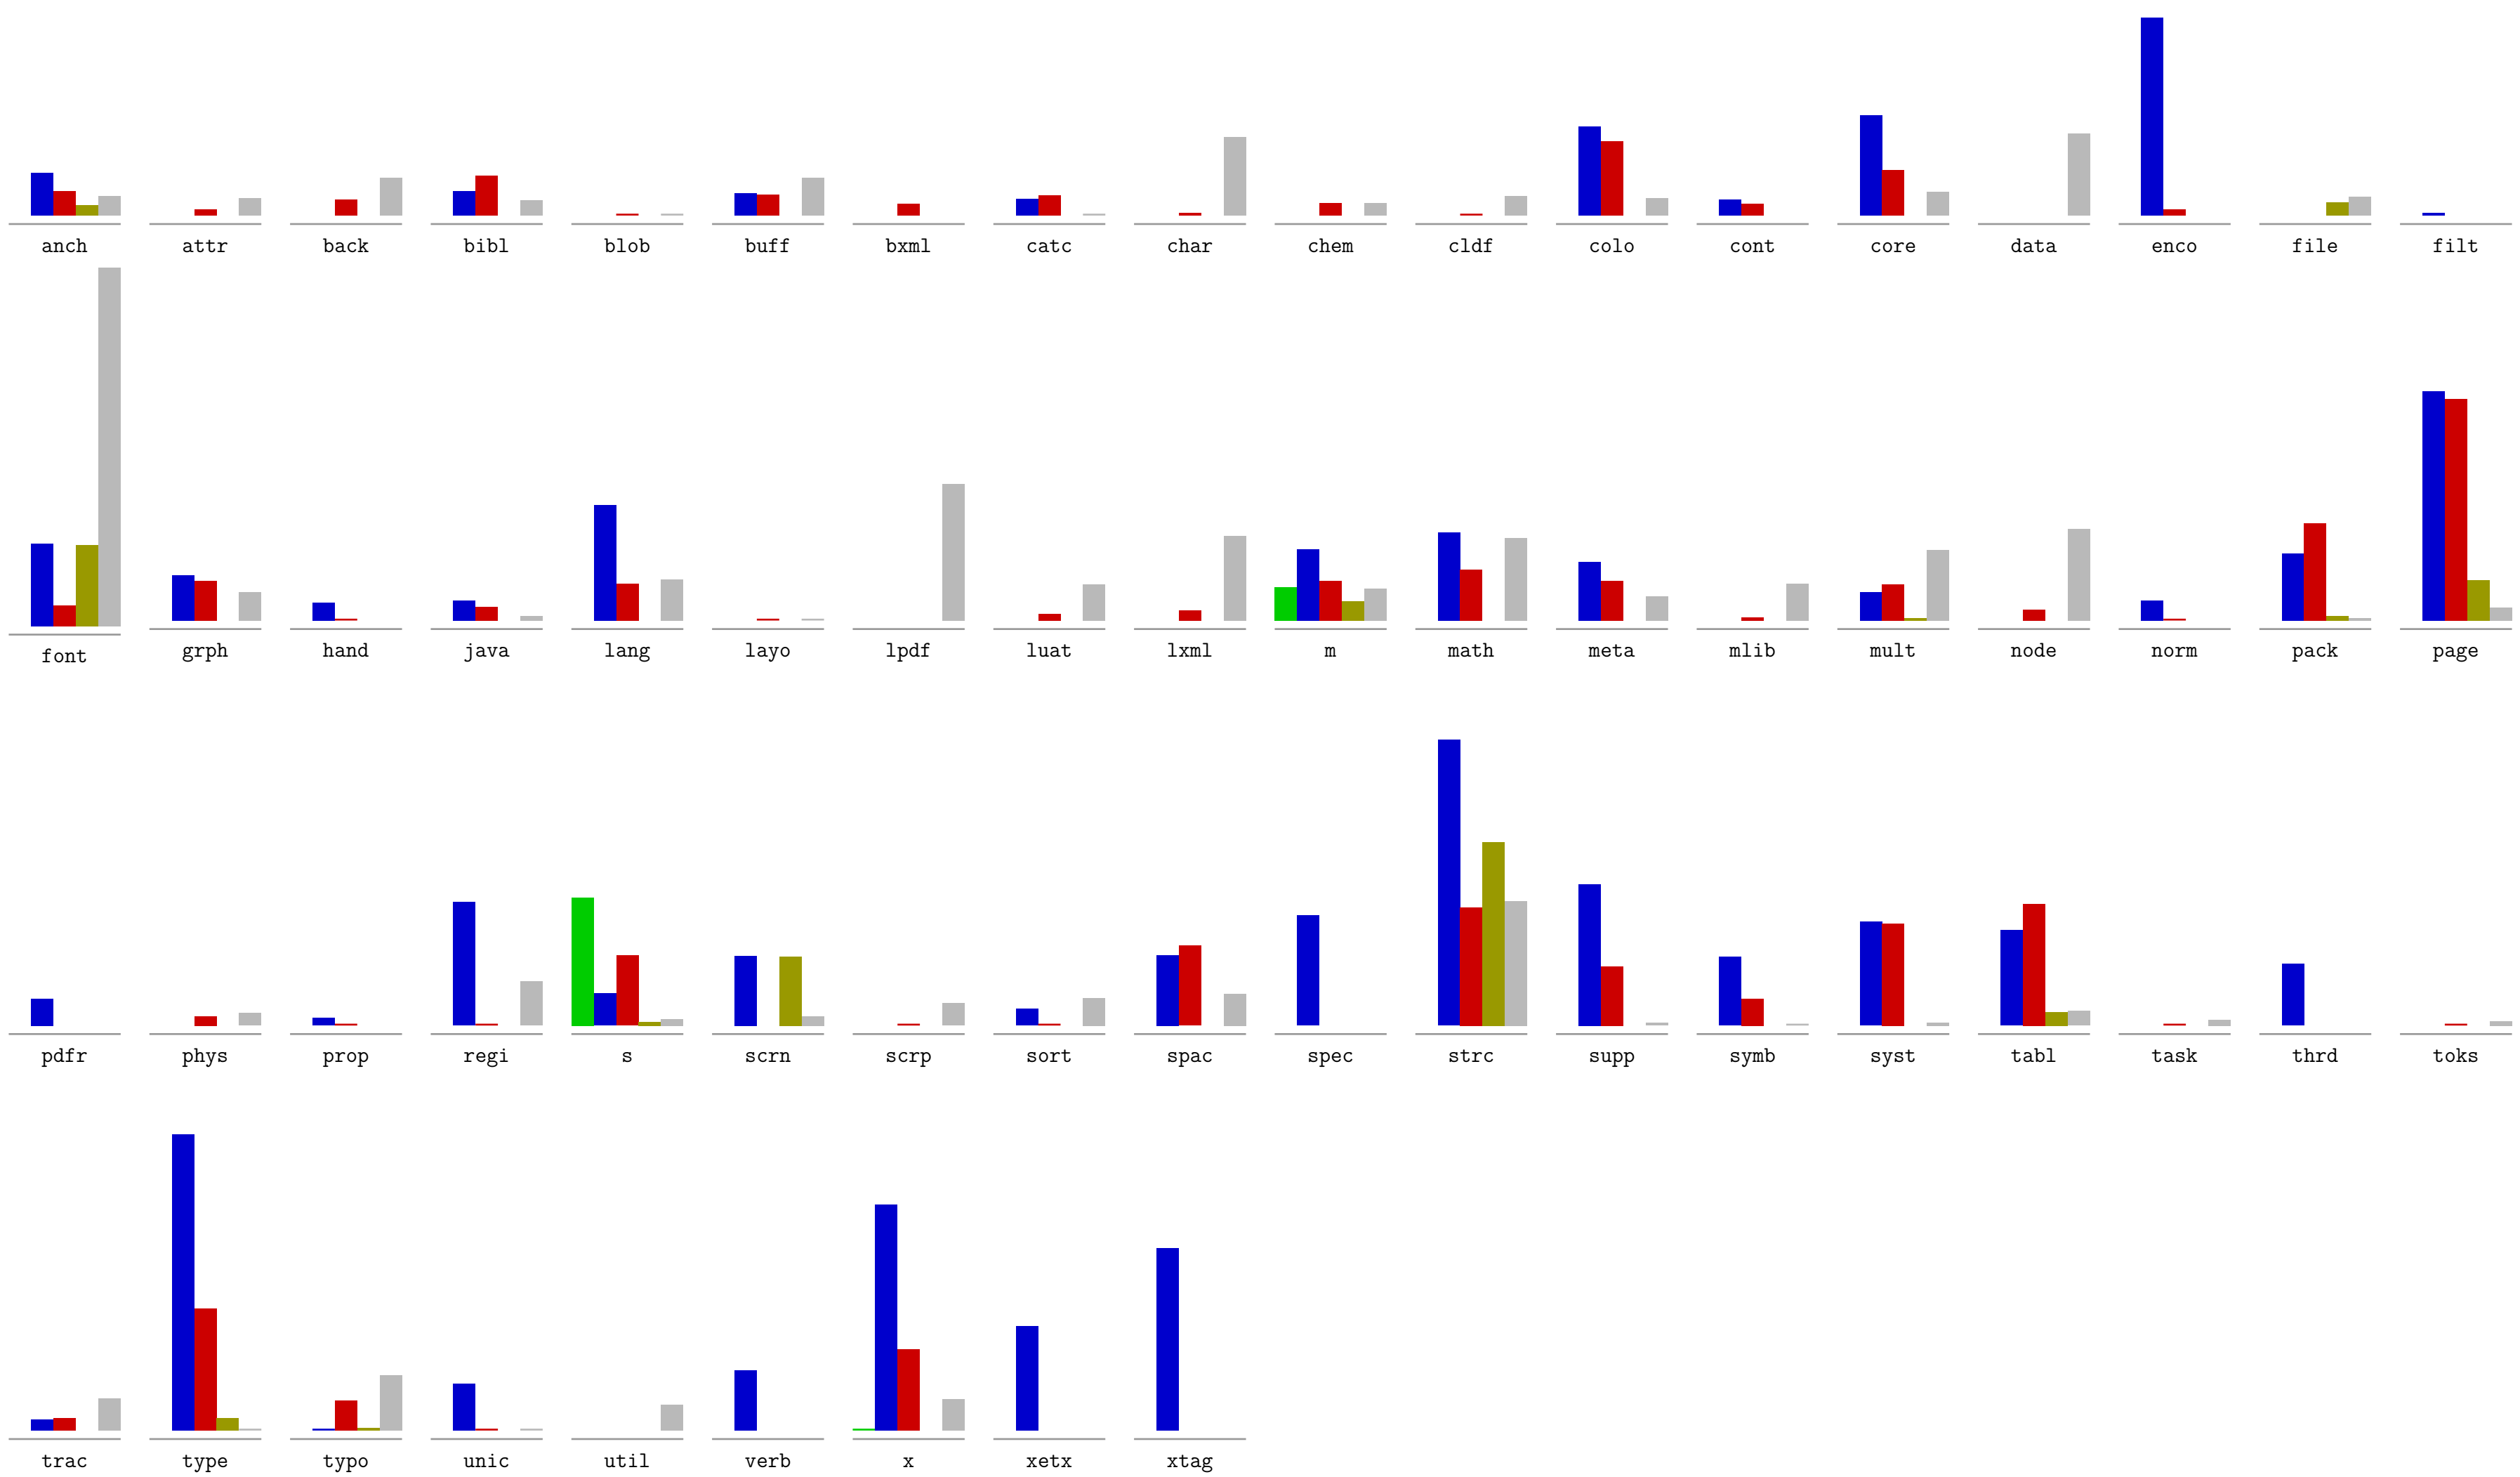 anch attr back bibl blob buff bxml catc char chem cldf colo cont core data enco file filt
font grph hand java lang layo lpdf luat lxml m math meta mlib mult node norm pack page
pdfr phys prop regi s scrn scrp sort spac spec strc supp symb syst tabl task thrd toks
trac type typo unic util verb x xetx xtag